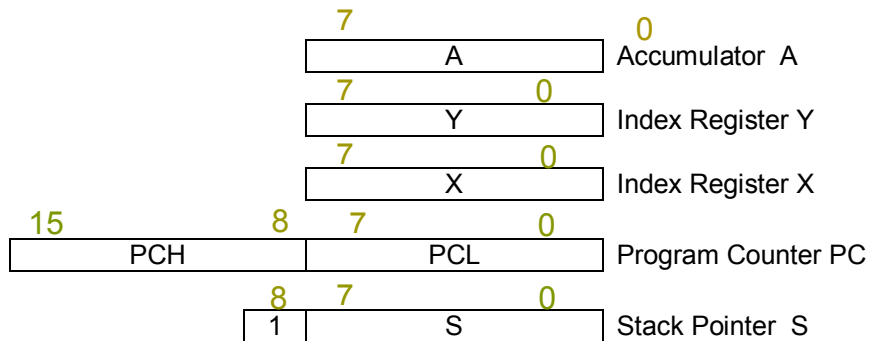 7 0
A Accumulator A
7 0
Y Index Register Y
7 0
X Index Register X
15 8 7 0
PCH PCL Program Counter PC
8 7 0
1 S Stack Pointer S